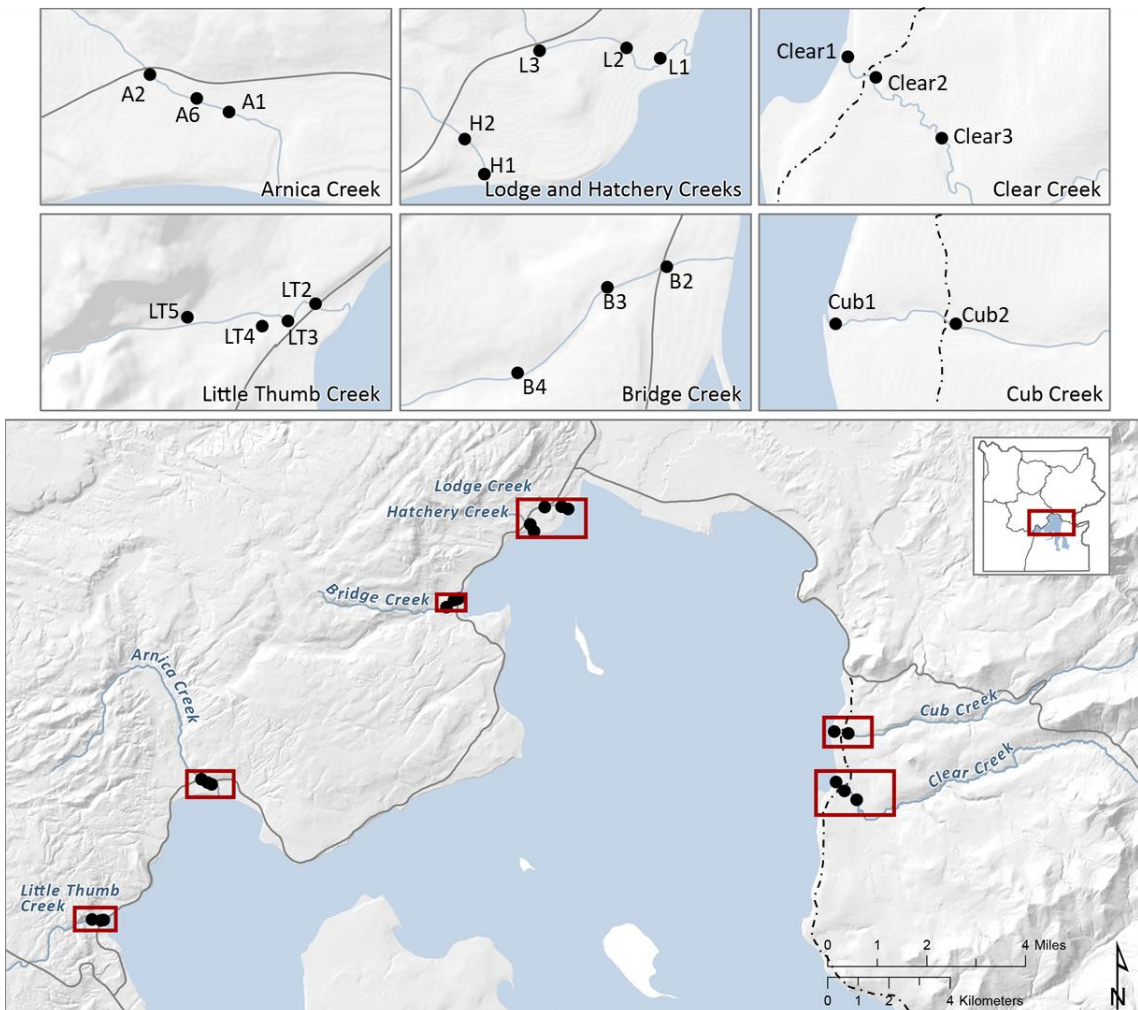 A2
A6
A1
Arnica Creek
L3
L2
L1
H2
H1
Lodge and Hatchery Creeks
Clear1
Clear2
Clear3
Clear Creek
LT5
LT2
LT4
LT3
Little Thumb Creek
B2
B3
B4
Bridge Creek
Cub1
Cub2
Cub Creek
Lodge Creek
Hatchery Creek
Bridge Creek
Arnica Creek
Cub Creek
Clear Creek
Little Thumb
Creek
0 1 2 4 Miles
0 1 2 4 Kilometers
N